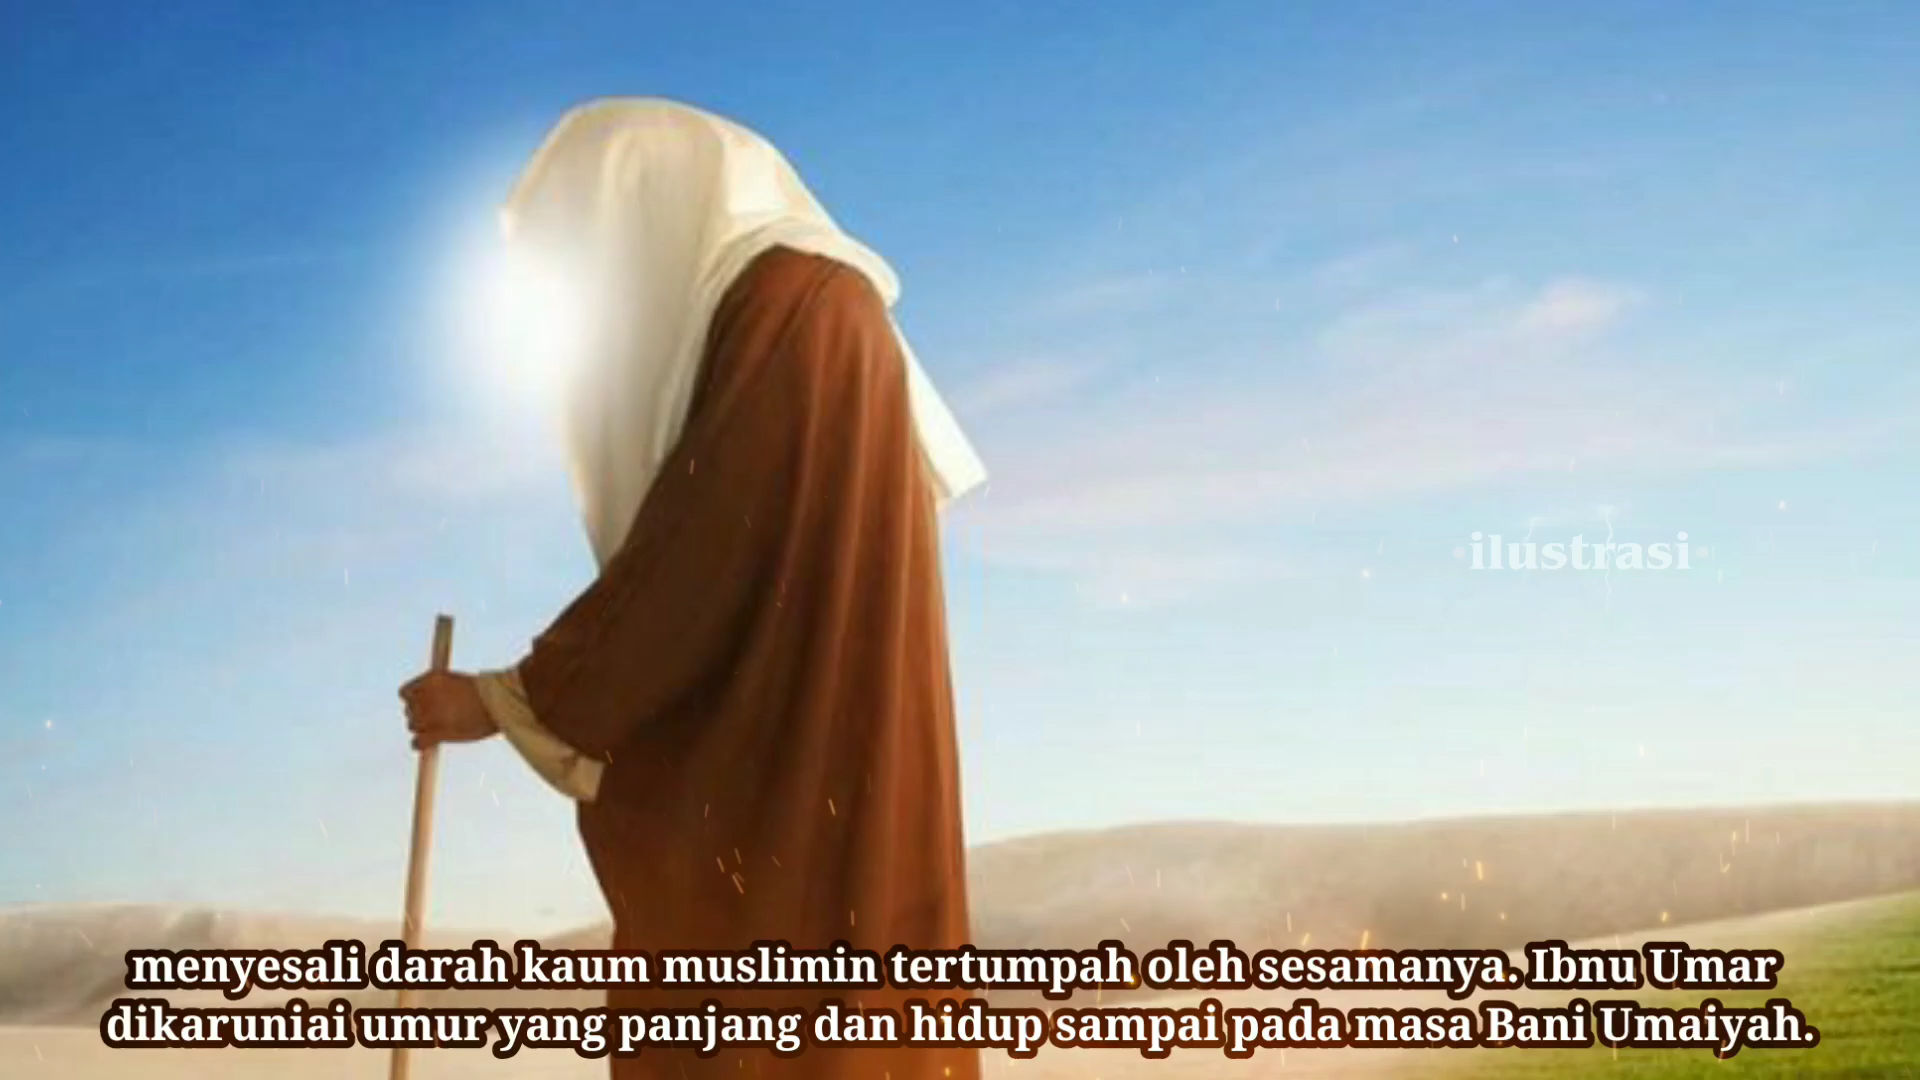 •ilustrasi•
menyesali darah kaum muslimin tertumpah oleh sesamanya. Ibnu Umar
dikaruniai umur yang panjang dan hidup sampai pada masa Bani Umaiyah.